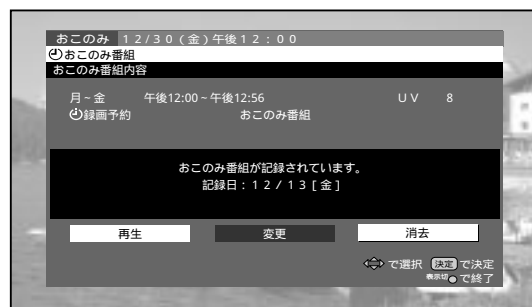 おこのみ 12/30(金)午後12:00
おこのみ番組
おこのみ番組内容
月~金 午後12:00~午後12:56 UV 8
録画予約 おこのみ番組
おこのみ番組が記録されています。
記録日:12/13[金]
再生 変更 消去
で選択 決定 で決定
表示切 で終了